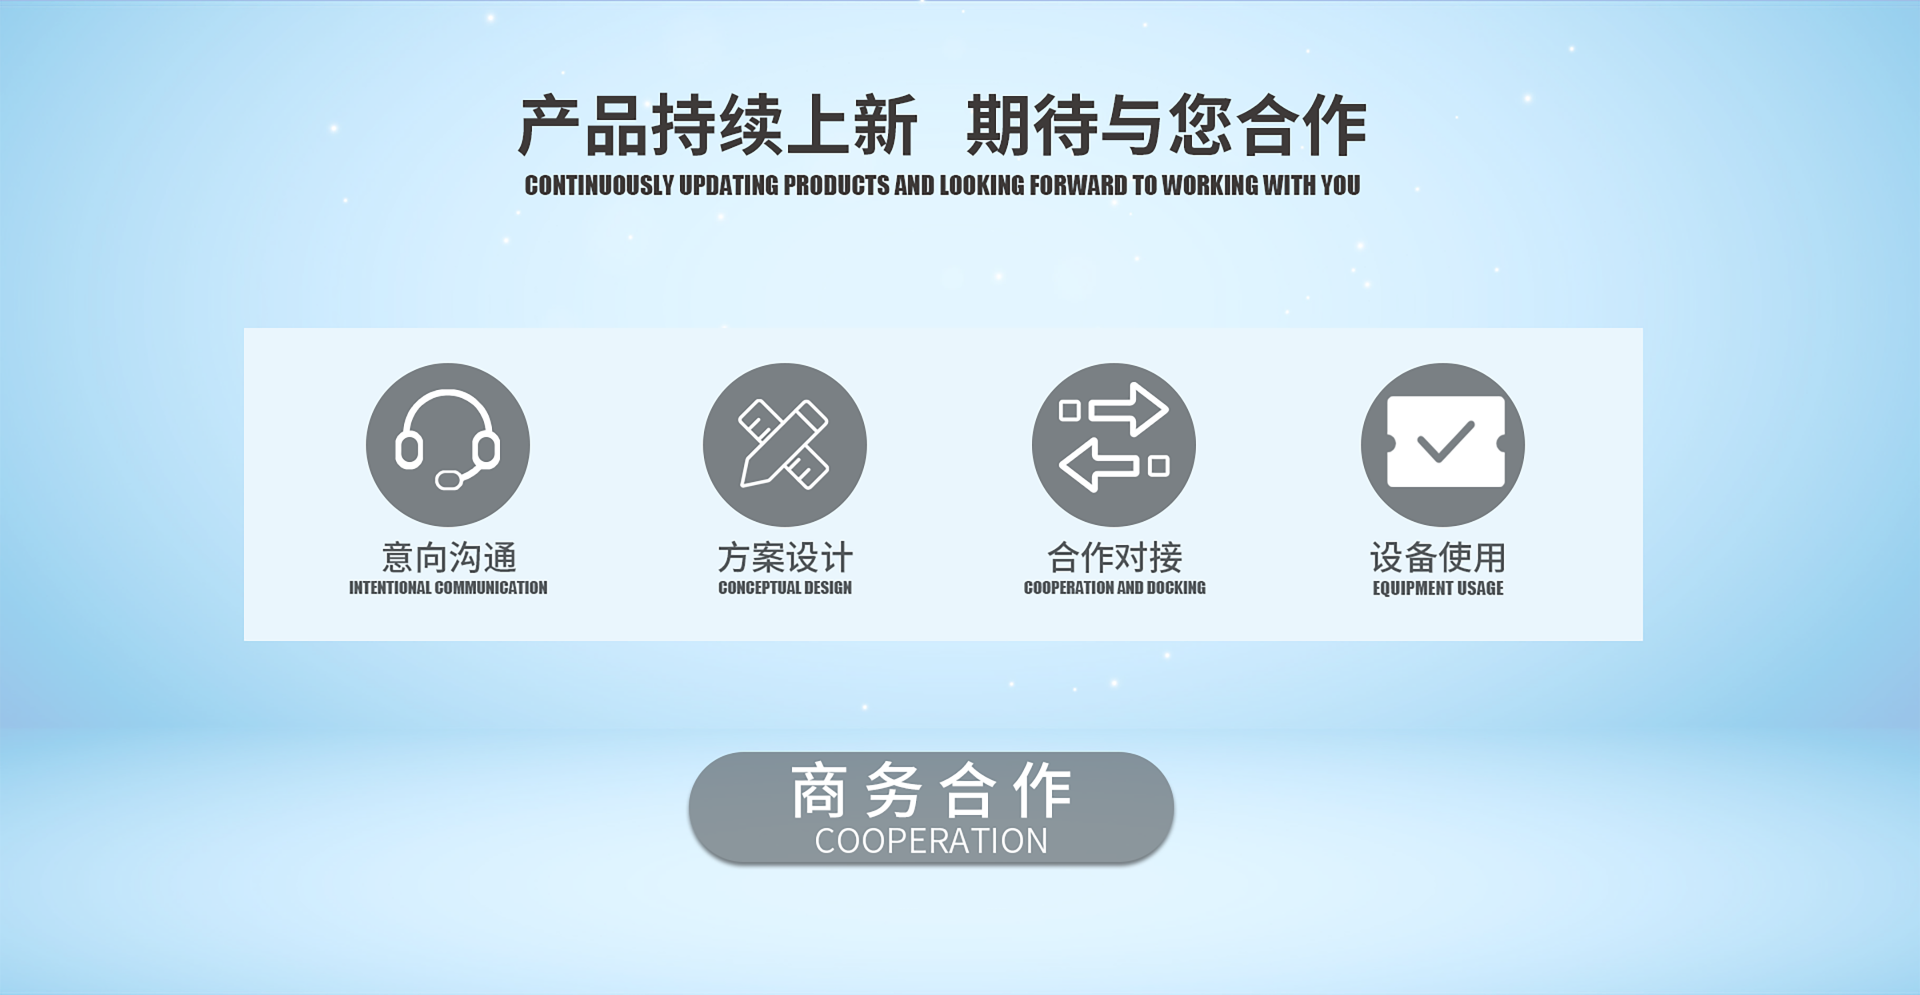 产品持续上新 期待与您合作
CONTINUOUSLY UPDATING PRODUCTS AND LOOKING FORWARD TO WORKING WITH YOU
意向沟通
INTENTIONAL COMMUNICATION
方案设计
CONCEPTUAL DESIGN
合作对接
COOPERATION AND DOCKING
设备使用
EQUIPMENT USAGE
商务合作
COOPERATION